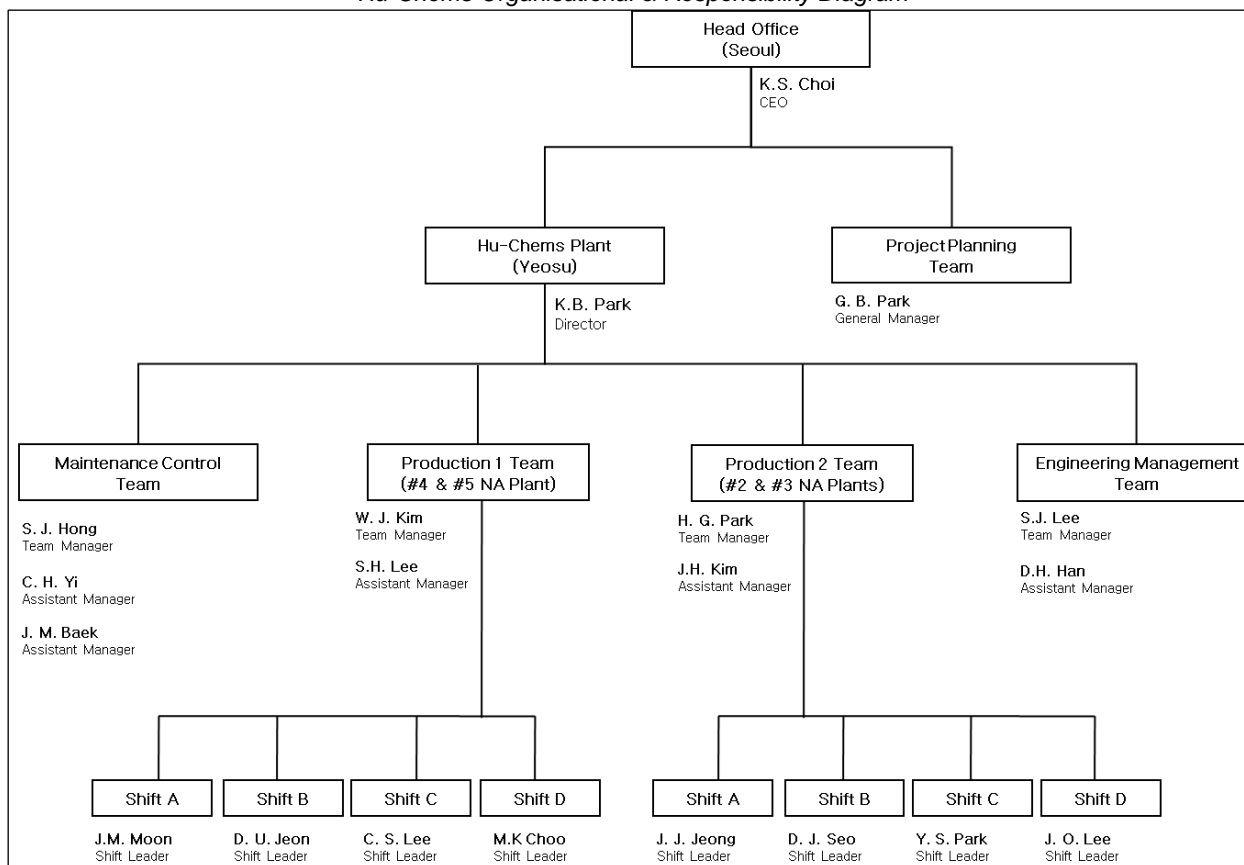 Hu-Chems Organisational & Responsibility Diagram
Head Office
(Seoul)
K.S. Choi
CEO
Hu-Chems Plant
(Yeosu)
K.B. Park
Director
Project Planning
Team
G. B. Park
General Manager
Maintenance Control
Team
S. J. Hong
Team Manager
C. H. Yi
Assistant Manager
J. M. Baek
Assistant Manager
Production 1 Team
(#4 & #5 NA Plant)
W. J. Kim
Team Manager
S.H. Lee
Assistant Manager
Production 2 Team
(#2 & #3 NA Plants)
H. G. Park
Team Manager
J.H. Kim
Assistant Manager
Engineering Management
Team
S.J. Lee
Team Manager
D.H. Han
Assistant Manager
Shift A
J.M. Moon
Shift Leader
Shift B
D. U. Jeon
Shift Leader
Shift C
C. S. Lee
Shift Leader
Shift D
M.K Choo
Shift Leader
Shift A
J. J. Jeong
Shift Leader
Shift B
D. J. Seo
Shift Leader
Shift C
Y. S. Park
Shift Leader
Shift D
J. O. Lee
Shift Leader